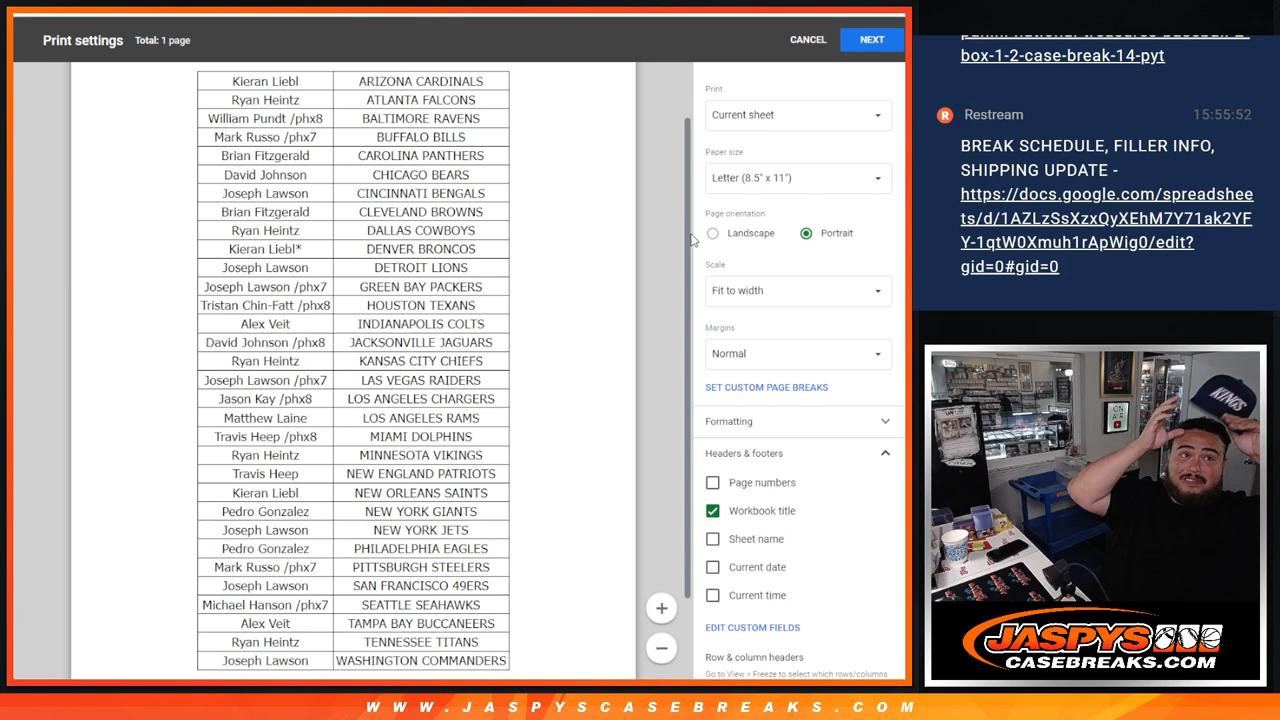 Print settings Total: 1 page CANCEL NEXT
Kieran Liebl ARIZONA CARDINALS
Ryan Heintz ATLANTA FALCONS
William Pundt /phx8 BALTIMORE RAVENS
Mark Russo /phx7 BUFFALO BILLS
Brian Fitzgerald CAROLINA PANTHERS
David Johnson CHICAGO BEARS
Joseph Lawson CINCINNATI BENGALS
Brian Fitzgerald CLEVELAND BROWNS
Ryan Heintz DALLAS COWBOYS
Kieran Liebl* DENVER BRONCOS
Joseph Lawson DETROIT LIONS
Joseph Lawson /phx7 GREEN BAY PACKERS
Tristan Chin-Fatt /phx8 HOUSTON TEXANS
Alex Veit INDIANAPOLIS COLTS
David Johnson /phx8 JACKSONVILLE JAGUARS
Ryan Heintz KANSAS CITY CHIEFS
Joseph Lawson /phx7 LAS VEGAS RAIDERS
Jason Kay /phx8 LOS ANGELES CHARGERS
Matthew Laine LOS ANGELES RAMS
Travis Heep /phx8 MIAMI DOLPHINS
Ryan Heintz MINNESOTA VIKINGS
Travis Heep NEW ENGLAND PATRIOTS
Kieran Liebl NEW ORLEANS SAINTS
Pedro Gonzalez NEW YORK GIANTS
Joseph Lawson NEW YORK JETS
Pedro Gonzalez PHILADELPHIA EAGLES
Mark Russo /phx7 PITTSBURGH STEELERS
Joseph Lawson SAN FRANCISCO 49ERS
Michael Hanson /phx7 SEATTLE SEAHAWKS
Alex Veit TAMPA BAY BUCCANEERS
Ryan Heintz TENNESSEE TITANS
Joseph Lawson WASHINGTON COMMANDERS
Print
Current sheet
Paper size
Letter (8.5" x 11")
Page orientation
Landscape Portrait
Scale
Fit to width
Margins
Normal
SET CUSTOM PAGE BREAKS
Formatting
Headers & footers
Page numbers
Workbook title
Sheet name
Current date
Current time
EDIT CUSTOM FIELDS
Row & column headers
Go to View > Freeze to select which rows/columns
box-1-2-case-break-14-pyt
R Restream 15:55:52
BREAK SCHEDULE, FILLER INFO,
SHIPPING UPDATE -
https://docs.google.com/spreadshee
ts/d/1AZLzSsXzxQyXEhM7Y71ak2YF
Y-1qtW0Xmuh1rApWig0/edit?
gid=0#gid=0
KINGS
ON
AIR
JASPYS
CASEBREAKS.COM
WWW.JASPYSCASEBREAKS.COM